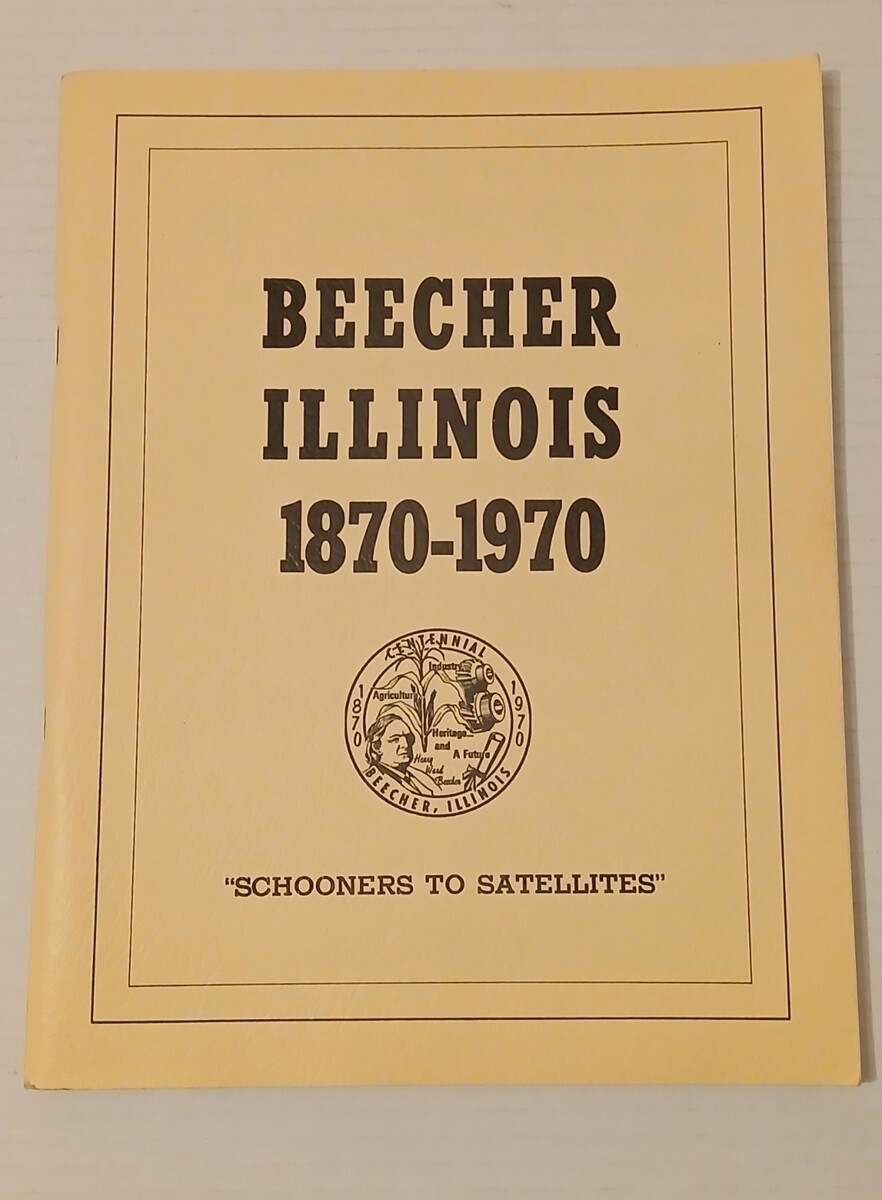 BEECHER
ILLINOIS
1870-1970
CENTENNIAL
Industry
Agriculture
1870
1970
Heritage...
and
A Future
Henry
Ward
Beecher
BEECHER, ILLINOIS
“SCHOONERS TO SATELLITES”